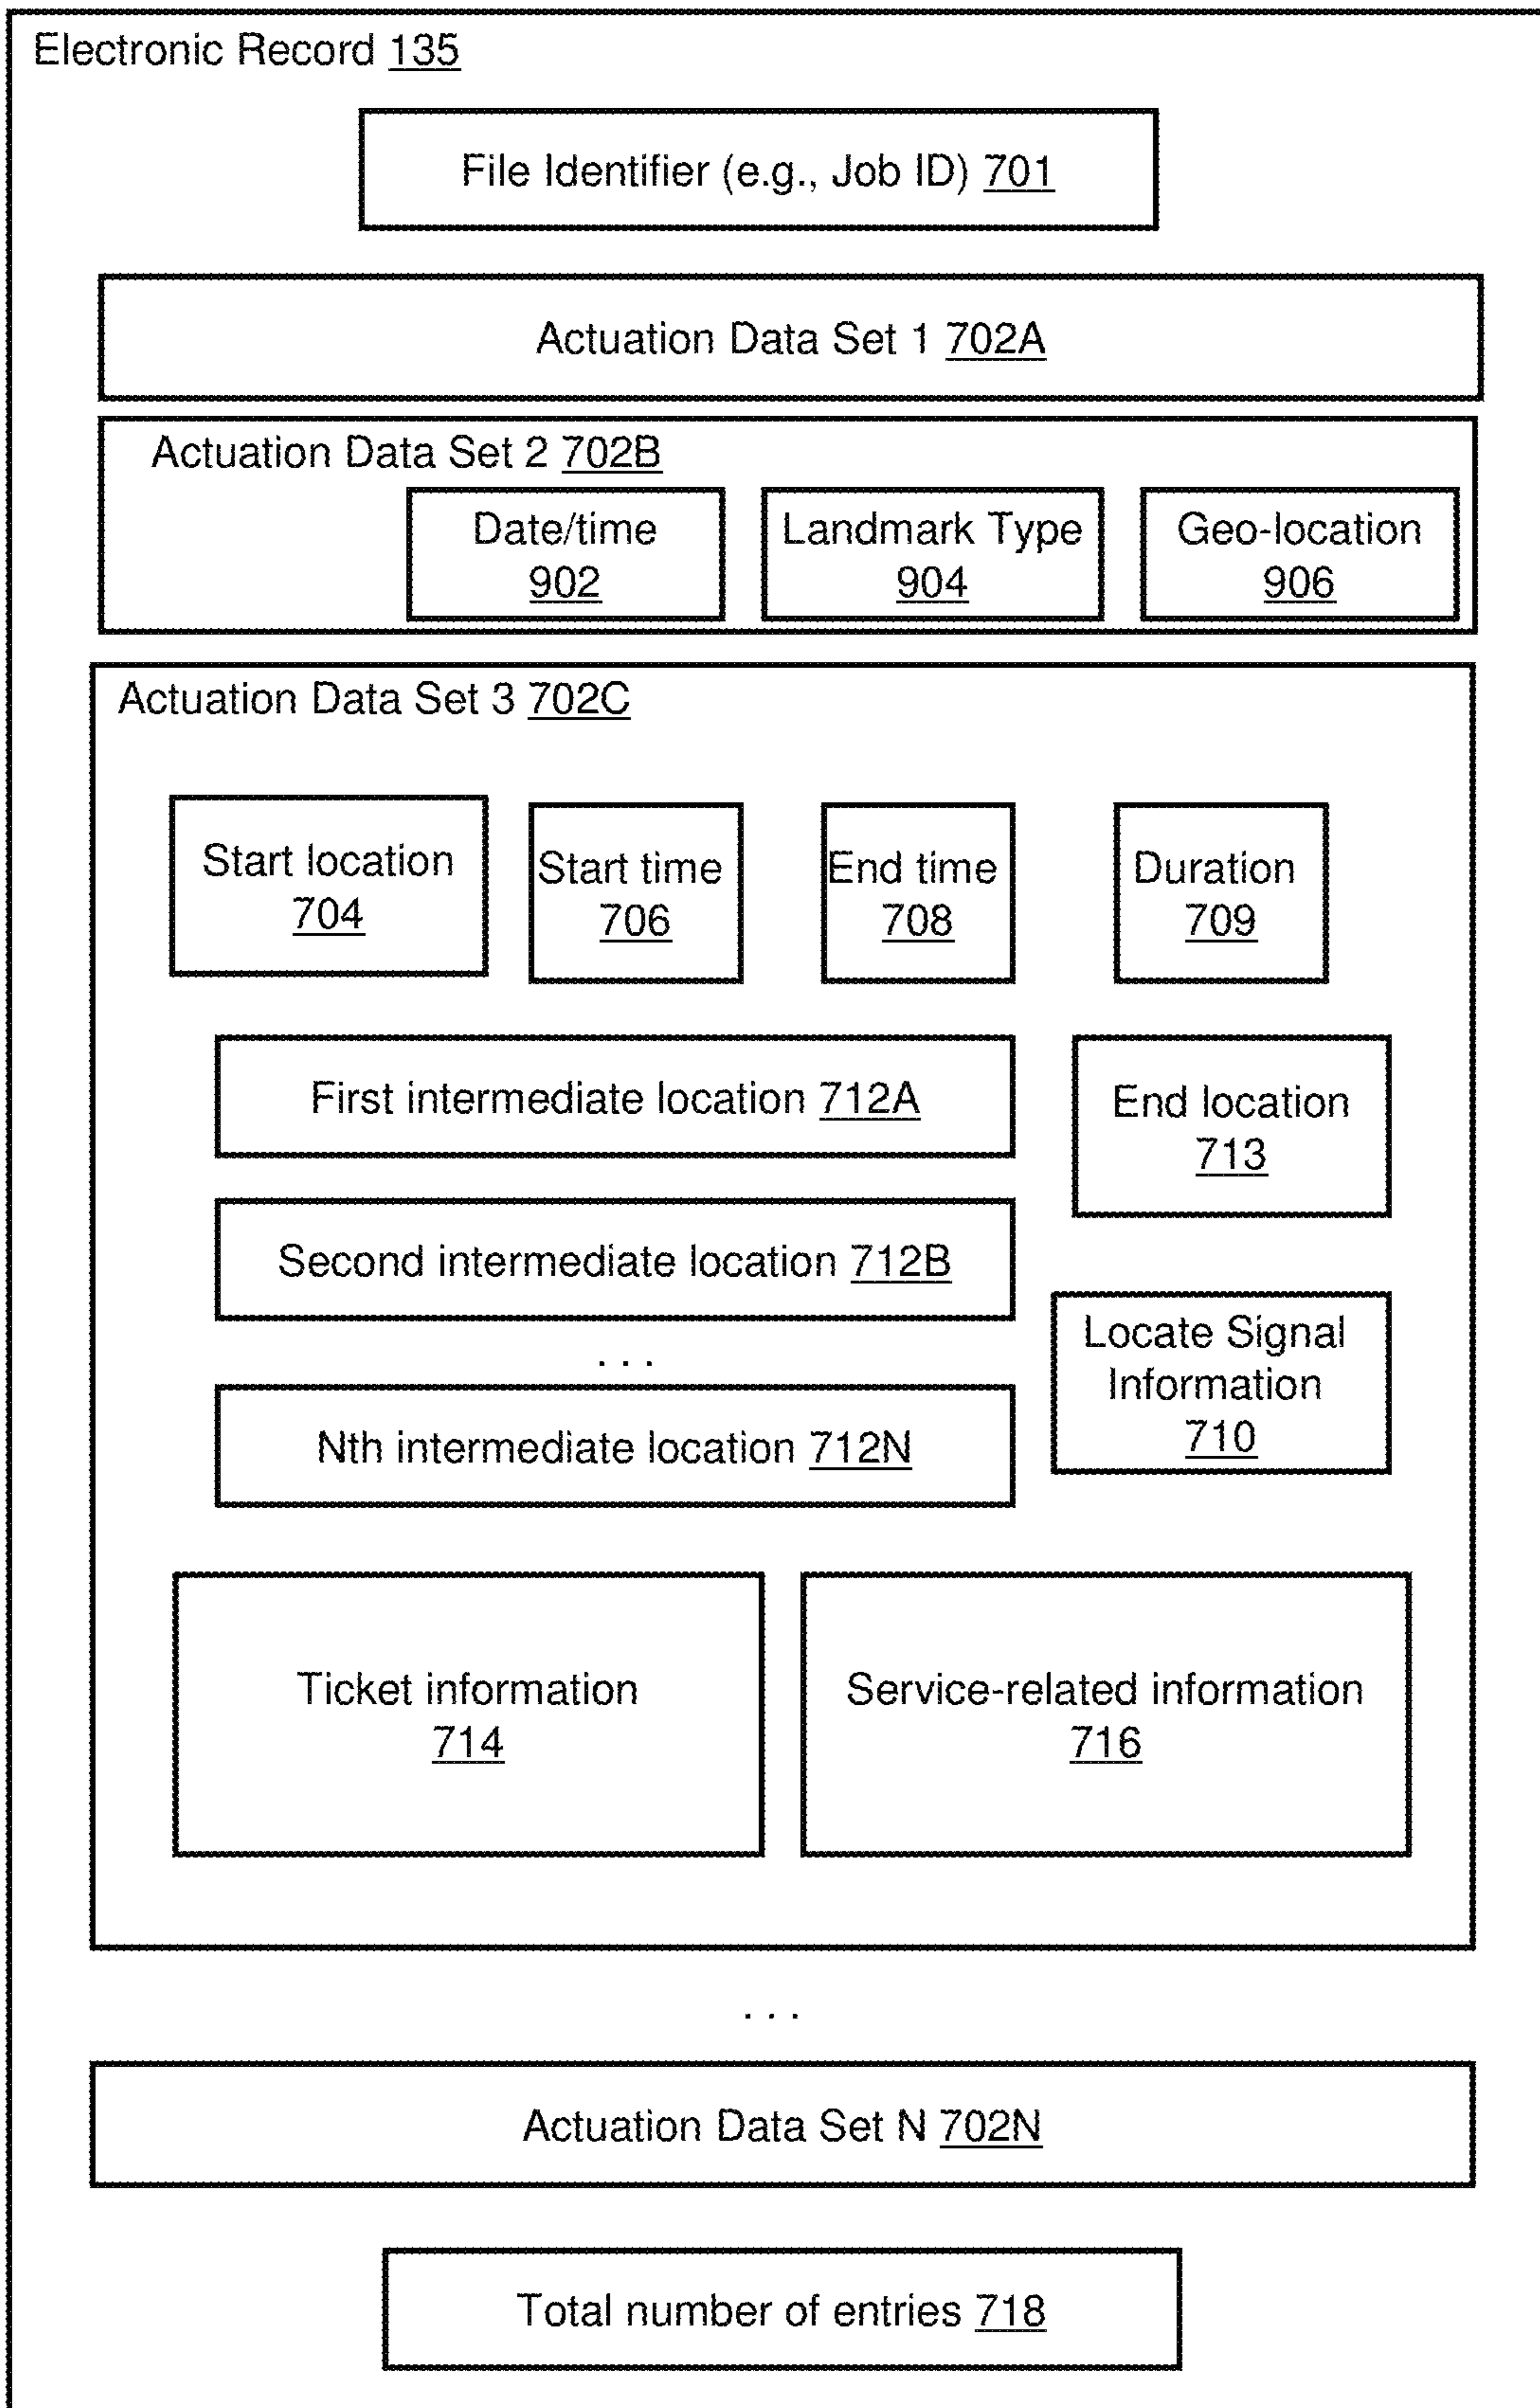 Electronic Record 135
File Identifier (e.g., Job ID) 701
Actuation Data Set 1 702A
Actuation Data Set 2 702B
Date/time
902
Landmark Type
904
Geo-location
906
Actuation Data Set 3 702C
Start location
704
Start time
706
End time
708
Duration
709
First intermediate location 712A
End location
713
Second intermediate location 712B
. . .
Locate Signal
Information
710
Nth intermediate location 712N
Ticket information
714
Service-related information
716
. . .
Actuation Data Set N 702N
Total number of entries 718